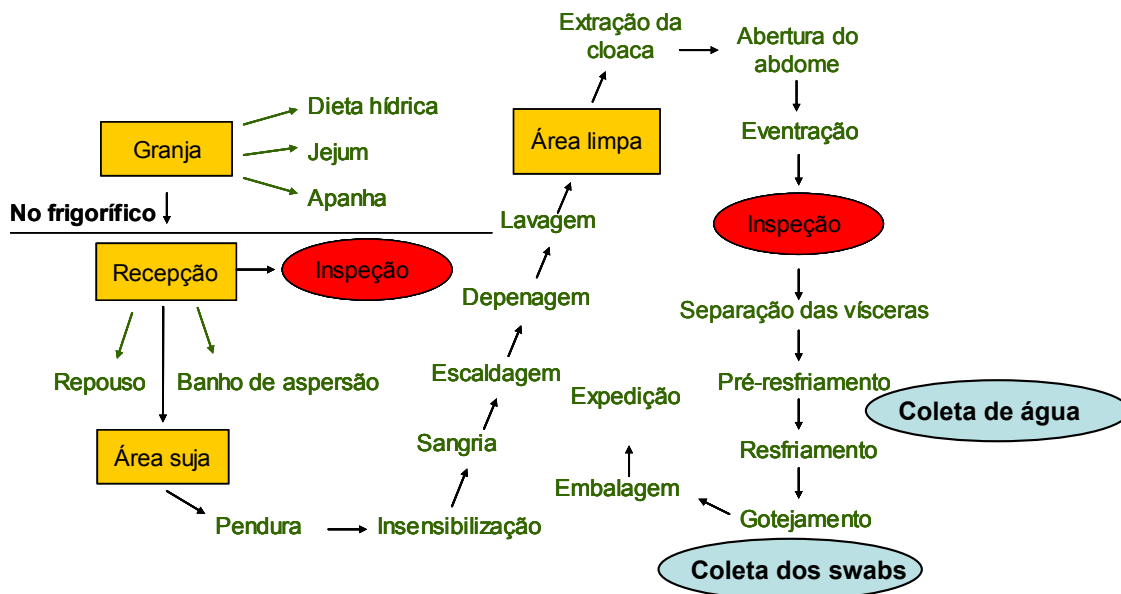 Granja
Dieta hídrica
Jejum
Apanha
No frigorífico
Recepção
Inspeção
Repouso
Banho de aspersão
Área suja
Pendura
Insensibilização
Sangria
Escaldagem
Depenagem
Lavagem
Área limpa
Extração da
cloaca
Abertura do
abdome
Eventração
Inspeção
Separação das vísceras
Pré-resfriamento
Coleta de água
Resfriamento
Gotejamento
Coleta dos swabs
Embalagem
Expedição